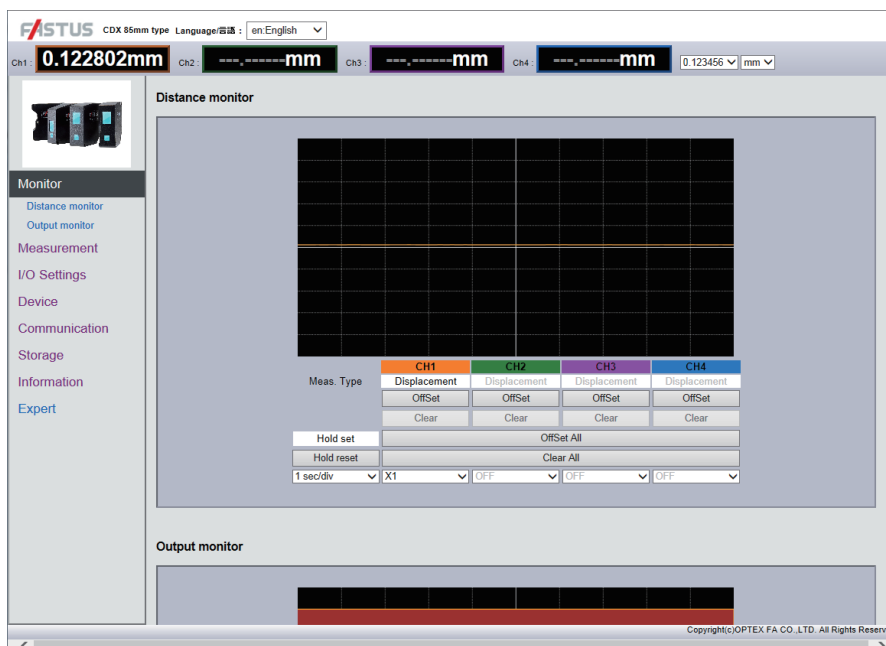 FASTUS CDX 85mm type Language/言語 : en:English
Ch1 : 0.122802mm Ch2 : ---.------mm Ch3 : ---.------mm Ch4 : ---.------mm 0.123456 mm
Distance monitor
Monitor
Distance monitor
Output monitor
Measurement
I/O Settings
Device
Communication
Storage
Information
Expert
CH1 CH2 CH3 CH4
Meas. Type Displacement Displacement Displacement Displacement
OffSet OffSet OffSet OffSet
Clear Clear Clear Clear
Hold set OffSet All
Hold reset Clear All
1 sec/div X1 OFF OFF OFF
Output monitor
Copyright(c)OPTEX FA CO.,LTD. All Rights Reserv